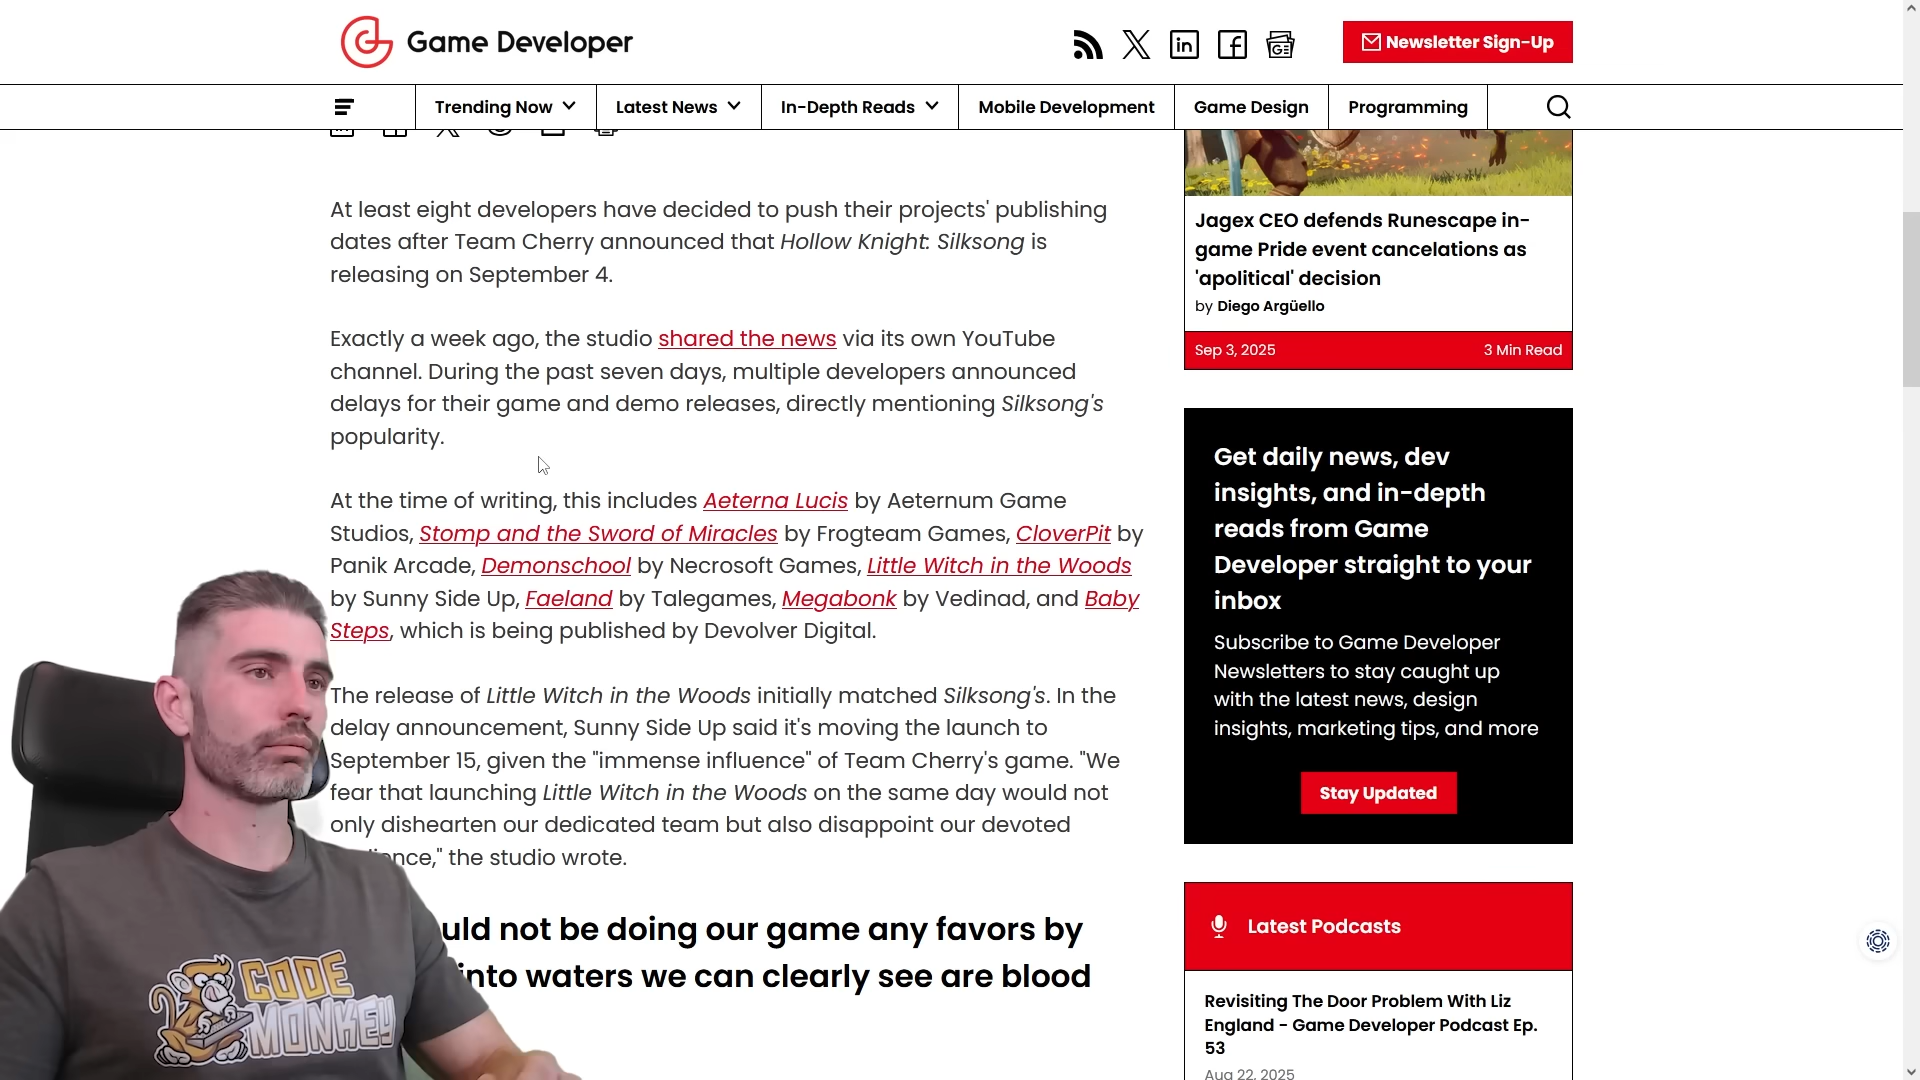 Game Developer
Newsletter Sign-Up
Trending Now
Latest News
In-Depth Reads
Mobile Development
Game Design
Programming
At least eight developers have decided to push their projects' publishing
dates after Team Cherry announced that Hollow Knight: Silksong is
releasing on September 4.
Exactly a week ago, the studio shared the news via its own YouTube
channel. During the past seven days, multiple developers announced
delays for their game and demo releases, directly mentioning Silksong's
popularity.
At the time of writing, this includes Aeterna Lucis by Aeternum Game
Studios, Stomp and the Sword of Miracles by Frogteam Games, CloverPit by
Panik Arcade, Demonschool by Necrosoft Games, Little Witch in the Woods
by Sunny Side Up, Faeland by Talegames, Megabonk by Vedinad, and Baby
Steps, which is being published by Devolver Digital.
The release of Little Witch in the Woods initially matched Silksong's. In the
delay announcement, Sunny Side Up said it's moving the launch to
September 15, given the "immense influence" of Team Cherry's game. "We
fear that launching Little Witch in the Woods on the same day would not
only dishearten our dedicated team but also disappoint our devoted
the studio wrote.
not be doing our game any favors by
into waters we can clearly see are blood
CODE
MONKEY
Jagex CEO defends Runescape in-
game Pride event cancelations as
'apolitical' decision
by Diego Argüello
Sep 3, 2025
3 Min Read
Get daily news, dev
insights, and in-depth
reads from Game
Developer straight to your
inbox
Subscribe to Game Developer
Newsletters to stay caught up
with the latest news, design
insights, marketing tips, and more
Stay Updated
Latest Podcasts
Revisiting The Door Problem With Liz
England - Game Developer Podcast Ep.
53
Aug 22, 2025